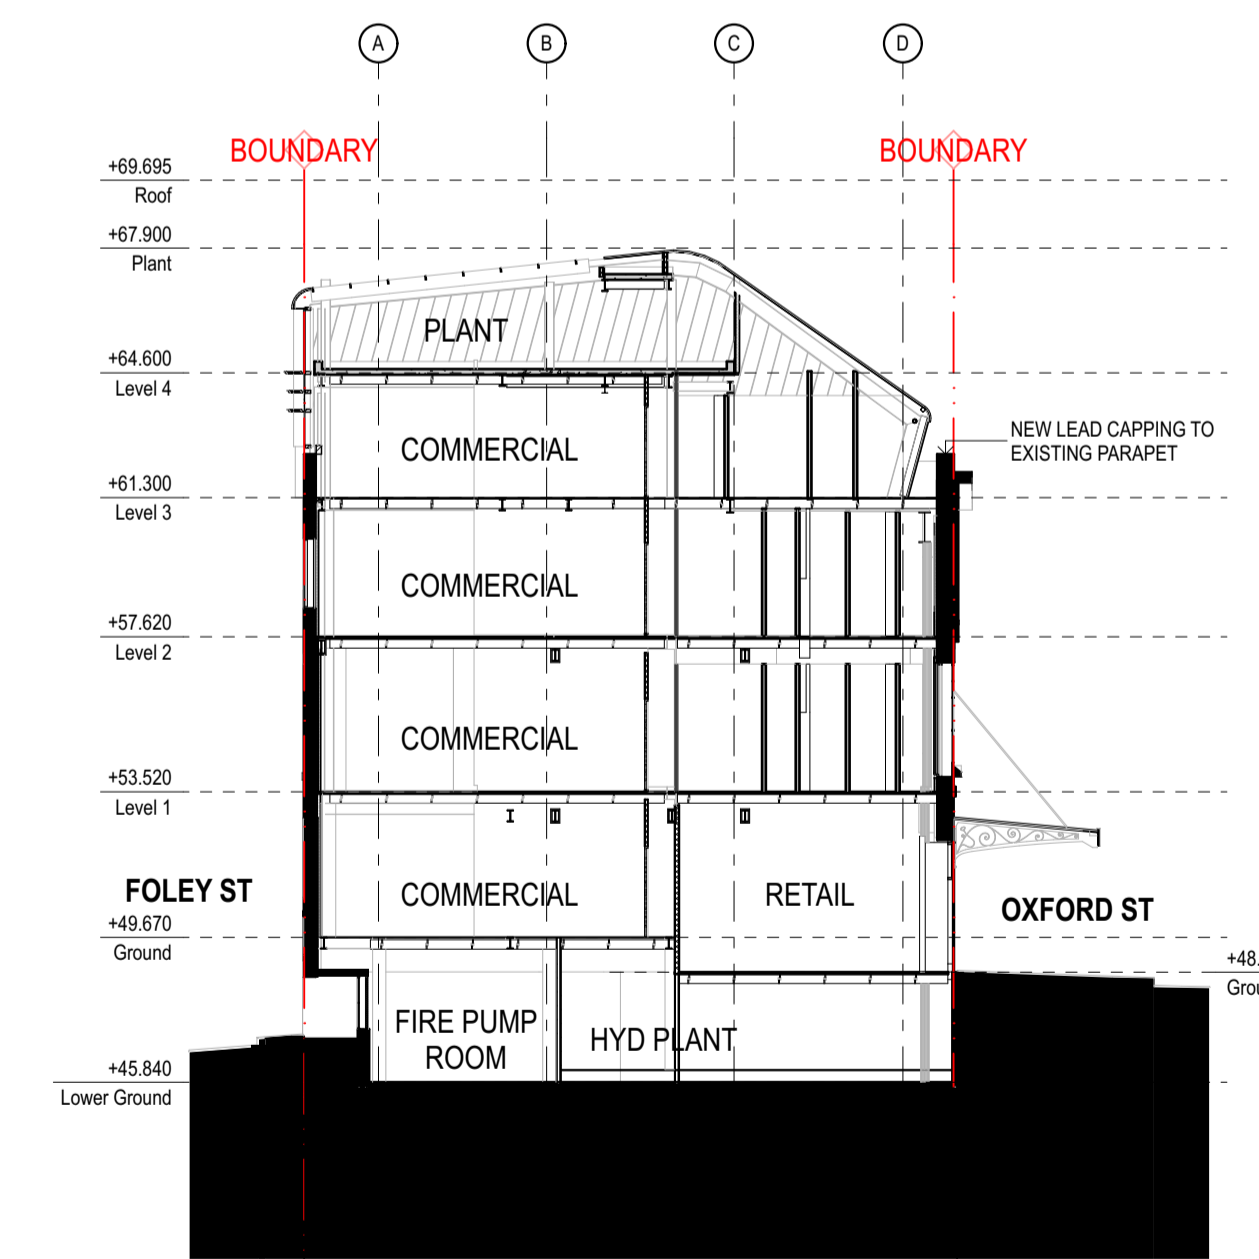 A
B
C
D
BOUNDARY
BOUNDARY
+69.695
Roof
+67.900
Plant
PLANT
+64.600
Level 4
NEW LEAD CAPPING TO
EXISTING PARAPET
COMMERCIAL
+61.300
Level 3
COMMERCIAL
+57.620
Level 2
COMMERCIAL
+53.520
Level 1
FOLEY ST
COMMERCIAL
RETAIL
OXFORD ST
+49.670
Ground
+48.
Grou
FIRE PUMP
ROOM
HYD PLANT
+45.840
Lower Ground